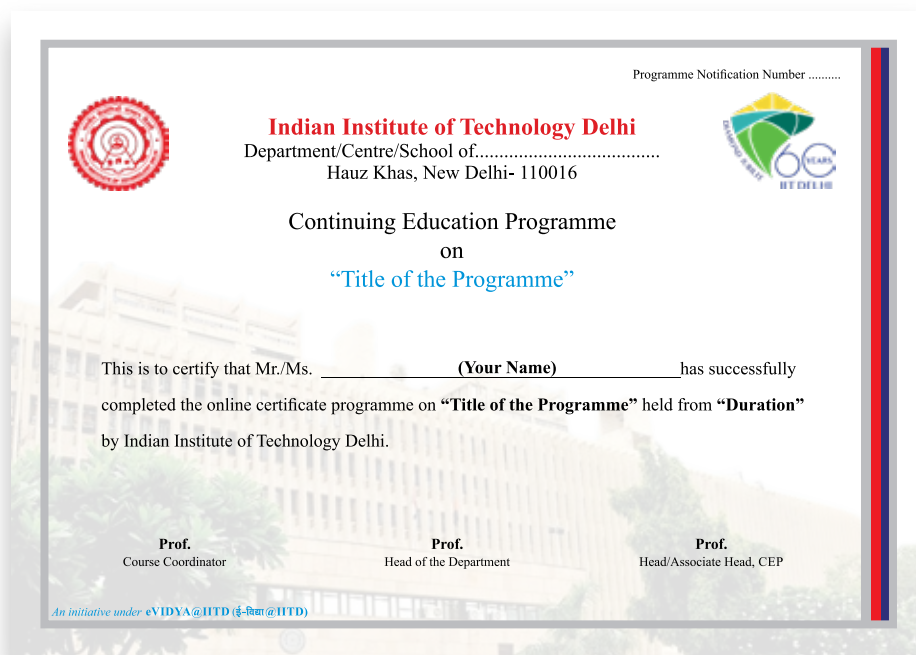 Programme Notification Number ..........
Indian Institute of Technology Delhi
Department/Centre/School of......................................
Hauz Khas, New Delhi- 110016
DIAMOND JUBILEE
60 YEARS
IIT DELHI
Continuing Education Programme
on
“Title of the Programme”
This is to certify that Mr./Ms. (Your Name) has successfully
completed the online certificate programme on “Title of the Programme” held from “Duration”
by Indian Institute of Technology Delhi.
Prof. Prof. Prof.
Course Coordinator Head of the Department Head/Associate Head, CEP
An initiative under eVIDYA@IITD (ई-विद्या@IITD)